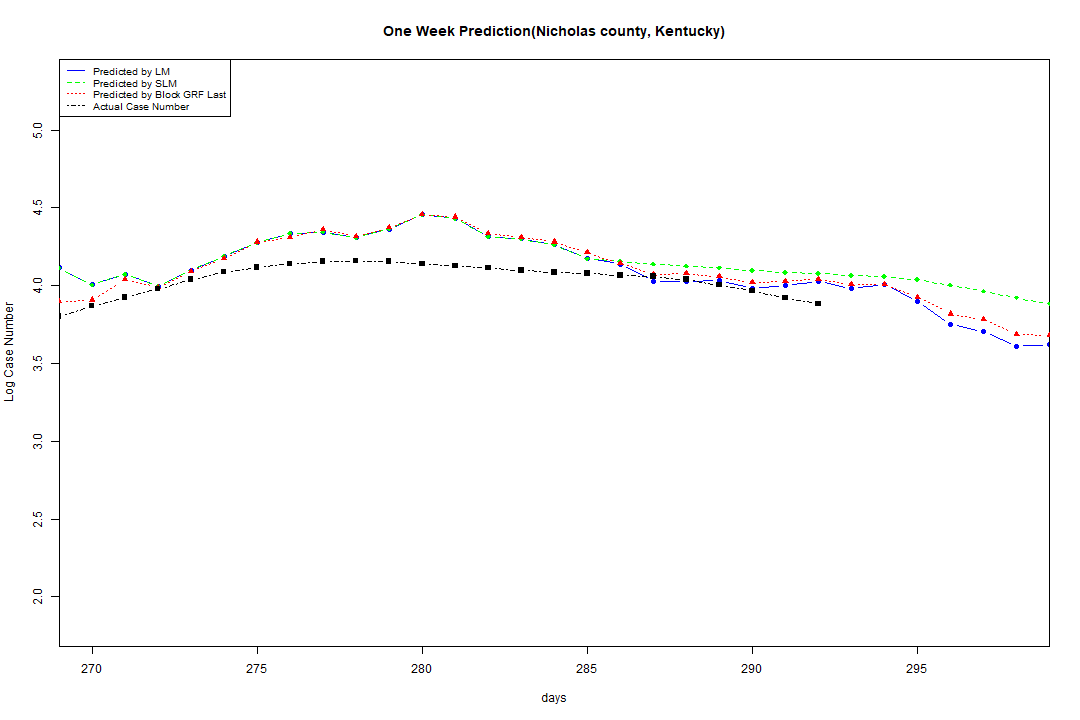 One Week Prediction(Nicholas county, Kentucky)
Predicted by LM
Predicted by SLM
Predicted by Block GRF Last
Actual Case Number
Log Case Number
5.0
4.5
4.0
3.5
3.0
2.5
2.0
270 275 280 285 290 295
days